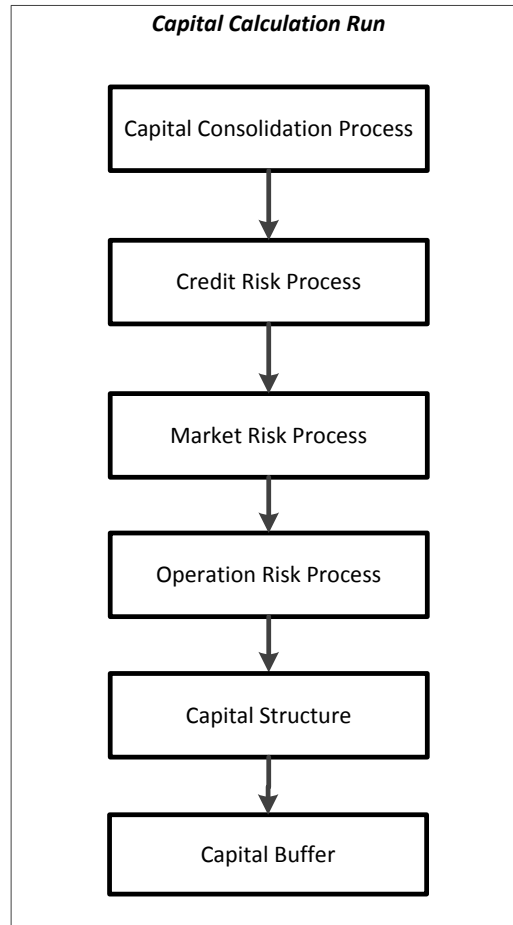 Capital Calculation Run
Capital Consolidation Process
Credit Risk Process
Market Risk Process
Operation Risk Process
Capital Structure
Capital Buffer